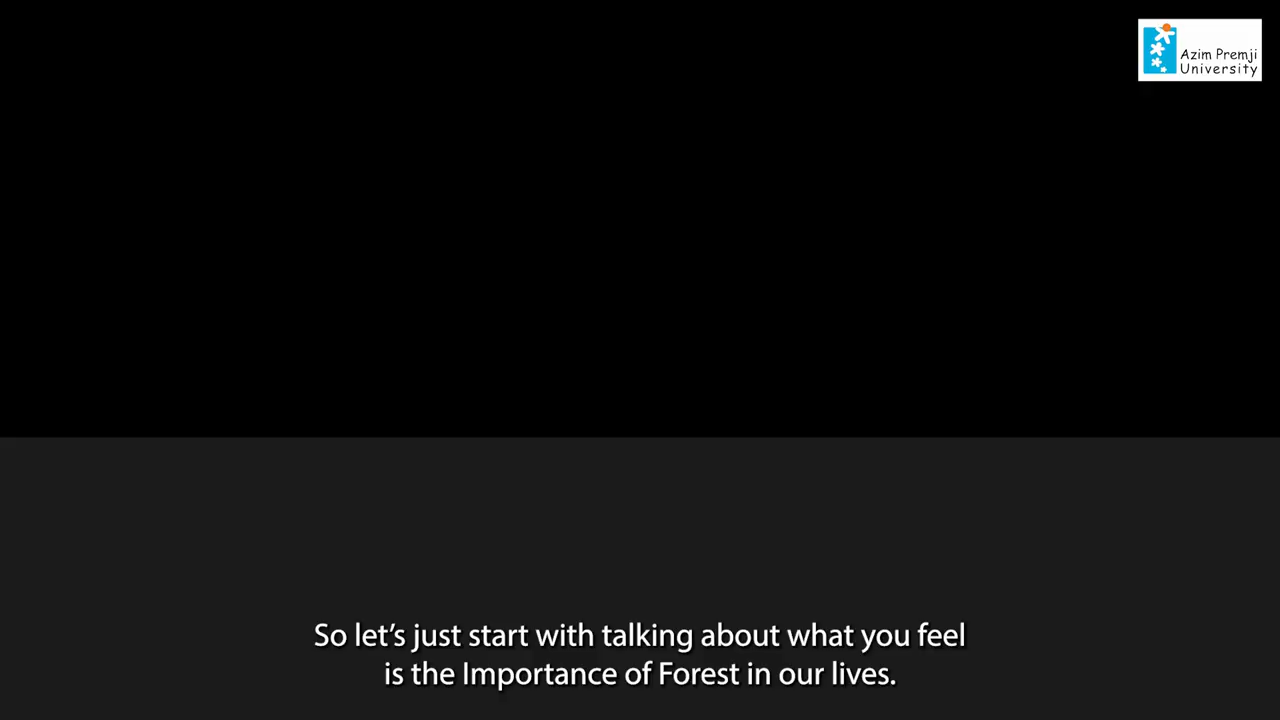 Azim Premji
University
So let's just start with talking about what you feel
is the Importance of Forest in our lives.